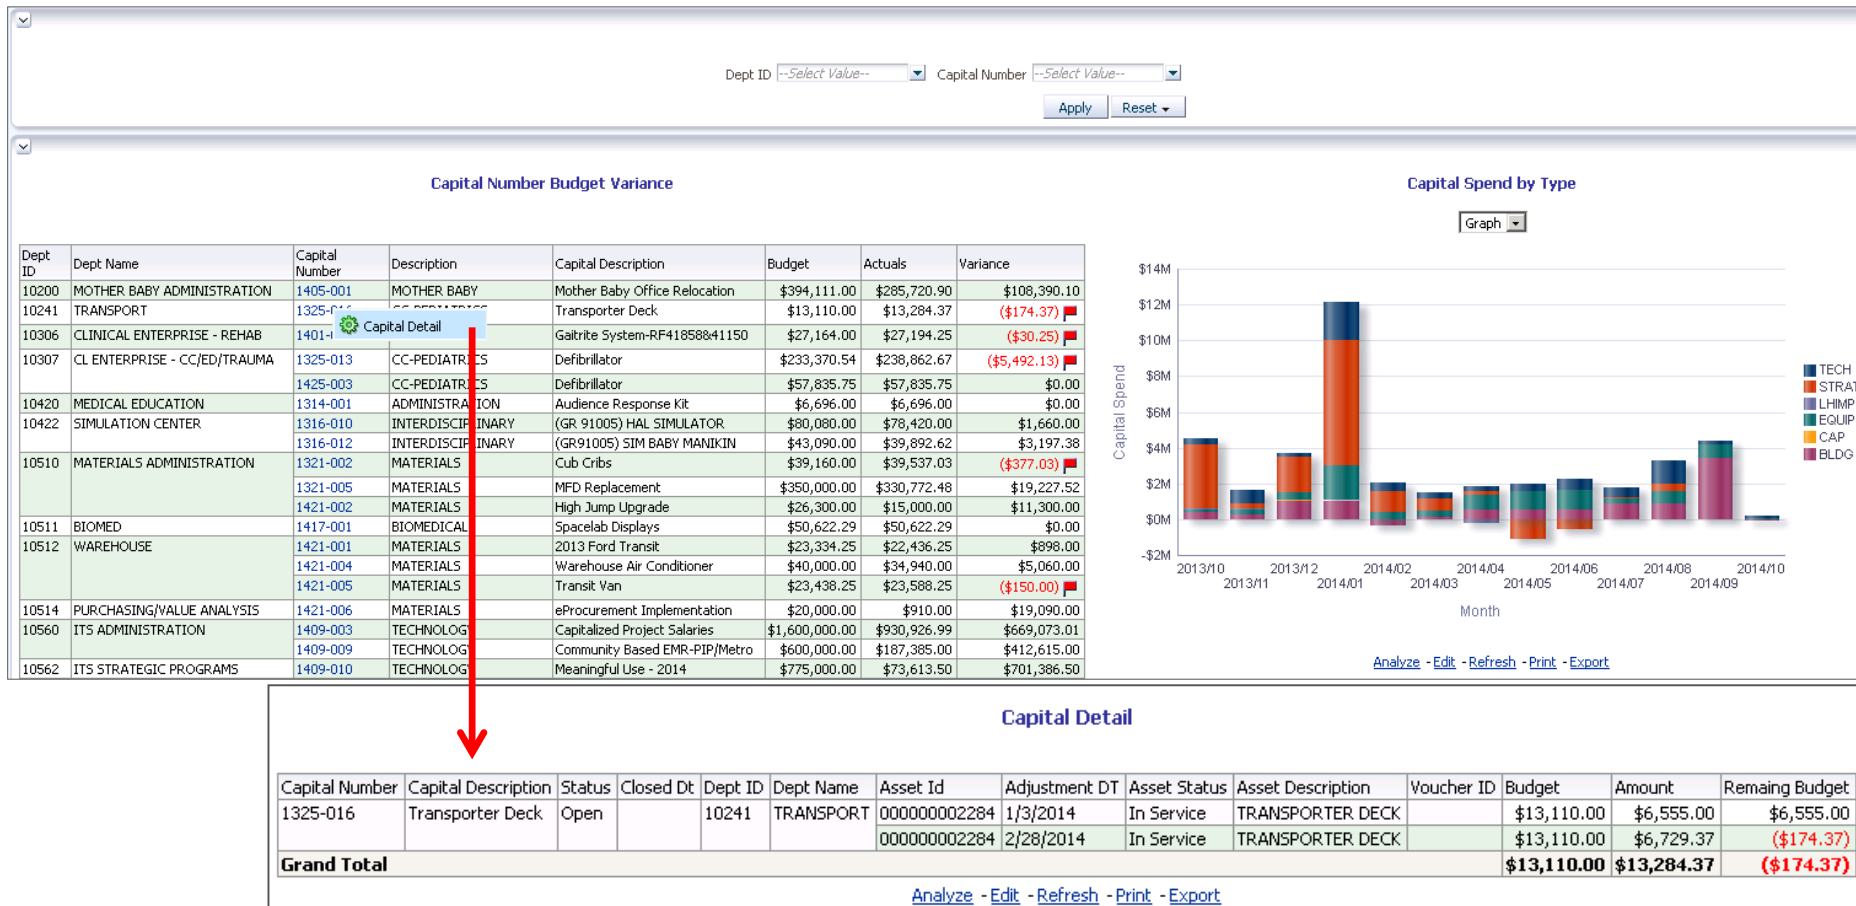 Dept ID --Select Value-- Capital Number --Select Value--
Apply Reset
Capital Number Budget Variance
Dept ID Dept Name Capital Number Description Capital Description Budget Actuals Variance
10200 MOTHER BABY ADMINISTRATION 1405-001 MOTHER BABY Mother Baby Office Relocation $394,111.00 $285,720.90 $108,390.10
10241 TRANSPORT 1325- CC-PEDIATRICS Transporter Deck $13,110.00 $13,284.37 ($174.37)
Capital Detail
10306 CLINICAL ENTERPRISE - REHAB 1401- Gaitrite System-RF41858&41150 $27,164.00 $27,194.25 ($30.25)
10307 CL ENTERPRISE - CC/ED/TRAUMA 1325-013 CC-PEDIATRICS Defibrillator $233,370.54 $238,862.67 ($5,492.13)
1425-003 CC-PEDIATRICS Defibrillator $57,835.75 $57,835.75 $0.00
10420 MEDICAL EDUCATION 1314-001 ADMINISTRATION Audience Response Kit $6,696.00 $6,696.00 $0.00
10422 SIMULATION CENTER 1316-010 INTERDISCIPLINARY (GR 91005) HAL SIMULATOR $80,080.00 $78,420.00 $1,660.00
1316-012 INTERDISCIPLINARY (GR91005) SIM BABY MANIKIN $43,090.00 $39,892.62 $3,197.38
10510 MATERIALS ADMINISTRATION 1321-002 MATERIALS Cub Cribs $39,160.00 $39,537.03 ($377.03)
1321-005 MATERIALS MFD Replacement $350,000.00 $330,772.48 $19,227.52
1421-002 MATERIALS High Jump Upgrade $26,300.00 $15,000.00 $11,300.00
10511 BIOMED 1417-001 BIOMEDICAL Spacelab Displays $50,622.29 $50,622.29 $0.00
10512 WAREHOUSE 1421-001 MATERIALS 2013 Ford Transit $23,334.25 $22,436.25 $898.00
1421-004 MATERIALS Warehouse Air Conditioner $40,000.00 $34,940.00 $5,060.00
1421-005 MATERIALS Transit Van $23,438.25 $23,588.25 ($150.00)
10514 PURCHASING/VALUE ANALYSIS 1421-006 MATERIALS eProcurement Implementation $20,000.00 $910.00 $19,090.00
10560 ITS ADMINISTRATION 1409-003 TECHNOLOGY Capitalized Project Salaries $1,600,000.00 $930,926.99 $669,073.01
1409-009 TECHNOLOGY Community Based EMR-PIP/Metro $600,000.00 $187,385.00 $412,615.00
10562 ITS STRATEGIC PROGRAMS 1409-010 TECHNOLOGY Meaningful Use - 2014 $775,000.00 $73,613.50 $701,386.50
Capital Spend by Type
Graph
Capital Spend
$14M
$12M
$10M
$8M
$6M
$4M
$2M
$0M
-$2M
2013/10 2013/12 2014/02 2014/04 2014/06 2014/08 2014/10
2013/11 2014/01 2014/03 2014/05 2014/07 2014/09
Month
TECH
STRAT
LHIMP
EQUIP
CAP
BLDG
Analyze - Edit - Refresh - Print - Export
Capital Detail
Capital Number Capital Description Status Closed Dt Dept ID Dept Name Asset Id Adjustment DT Asset Status Asset Description Voucher ID Budget Amount Remaing Budget
1325-016 Transporter Deck Open 10241 TRANSPORT 000000002284 1/3/2014 In Service TRANSPORTER DECK $13,110.00 $6,555.00 $6,555.00
000000002284 2/28/2014 In Service TRANSPORTER DECK $13,110.00 $6,729.37 ($174.37)
Grand Total $13,110.00 $13,284.37 ($174.37)
Analyze - Edit - Refresh - Print - Export